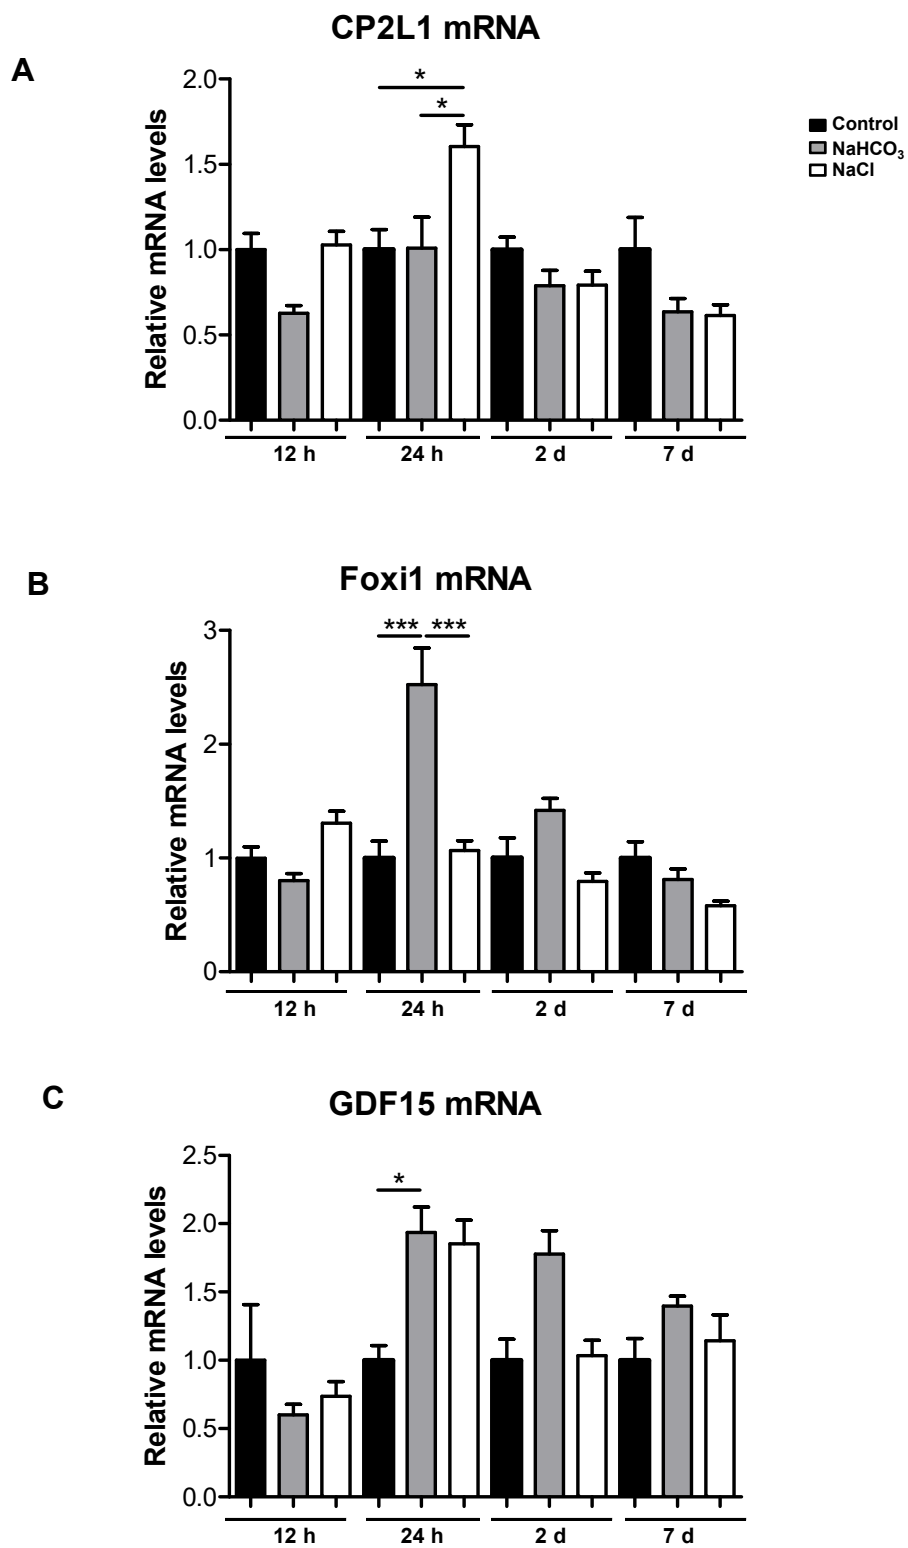 CP2L1 mRNA
A
Relative mRNA levels
2.0
1.5
1.0
0.5
0.0
* 
*
12 h 24 h 2 d 7 d
Control
NaHCO3
NaCl
Foxi1 mRNA
B
Relative mRNA levels
3
2
1
0
*** ***
12 h 24 h 2 d 7 d
GDF15 mRNA
C
Relative mRNA levels
2.5
2.0
1.5
1.0
0.5
0.0
*
12 h 24 h 2 d 7 d